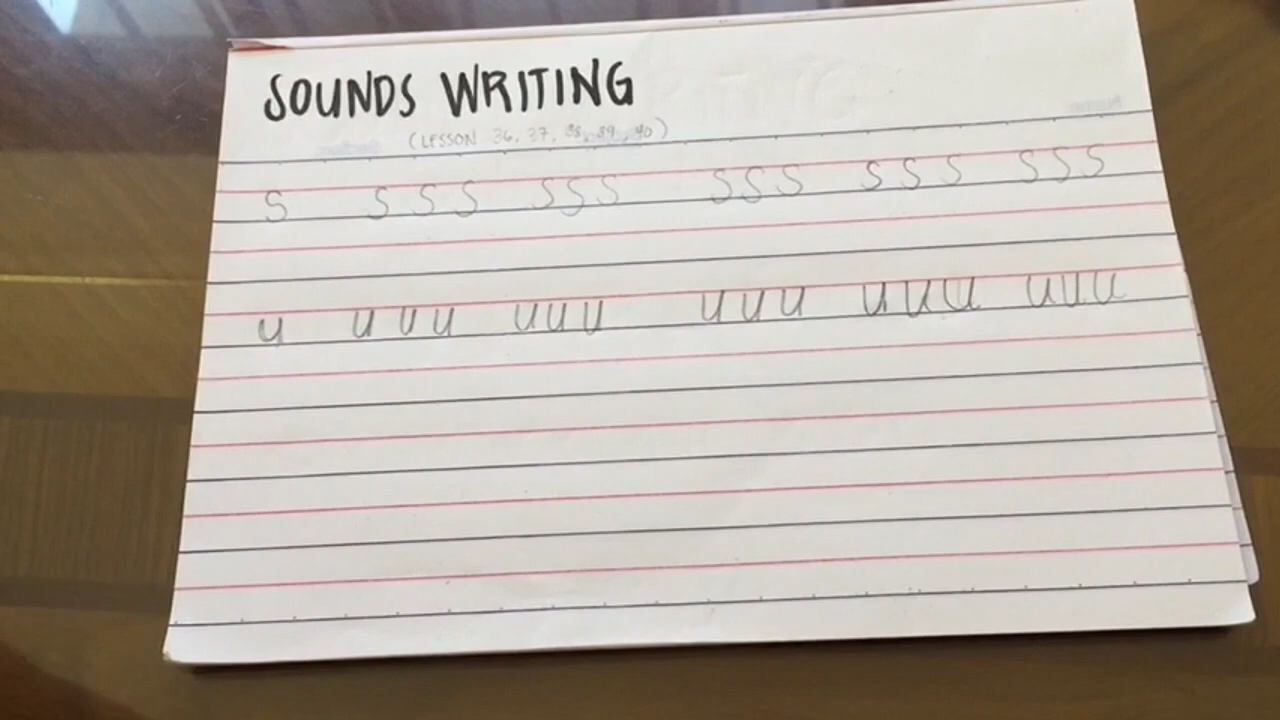 SOUNDS WRITING
(LESSON 36, 37, 38, 39, 40)
s s s s s s s s s s s s s s s s
u u u u u u u u u u u u u u u u